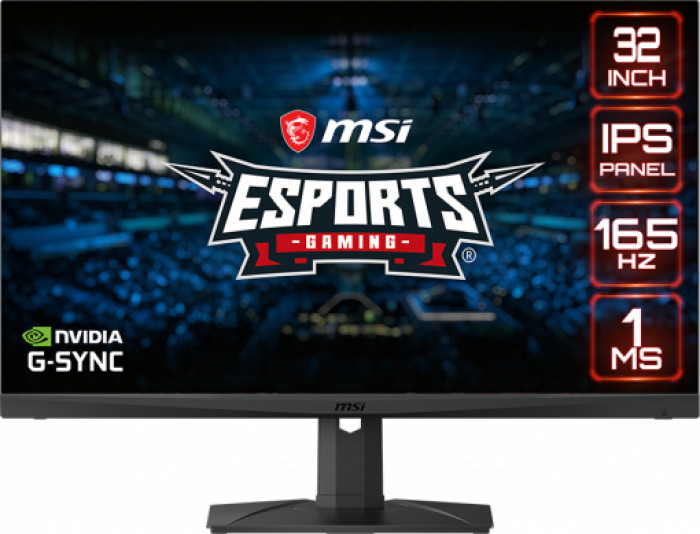 msi
ESPORTS
-GAMING-
®
32
INCH
IPS
PANEL
165
HZ
1
MS
NVIDIA
G-SYNC
msi